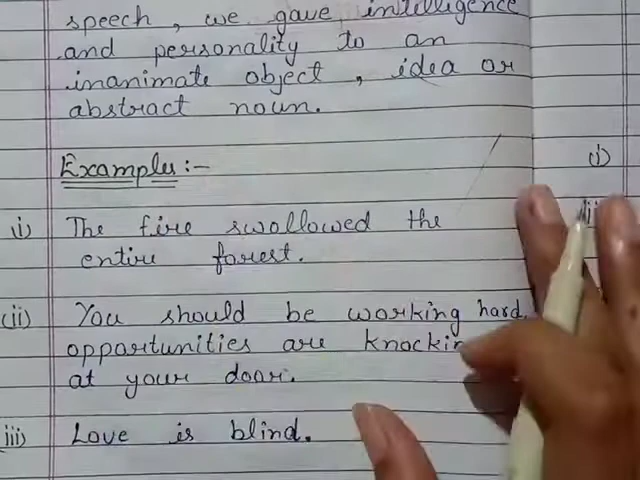 speech, we gave intelligence
and personality to an
inanimate object, idea or
abstract noun.
Examples:-
i) The fire swallowed the
entire forest.
(ii) You should be working hard,
opportunities are knockin
at your door.
(iii) Love is blind.
(i)
(ii